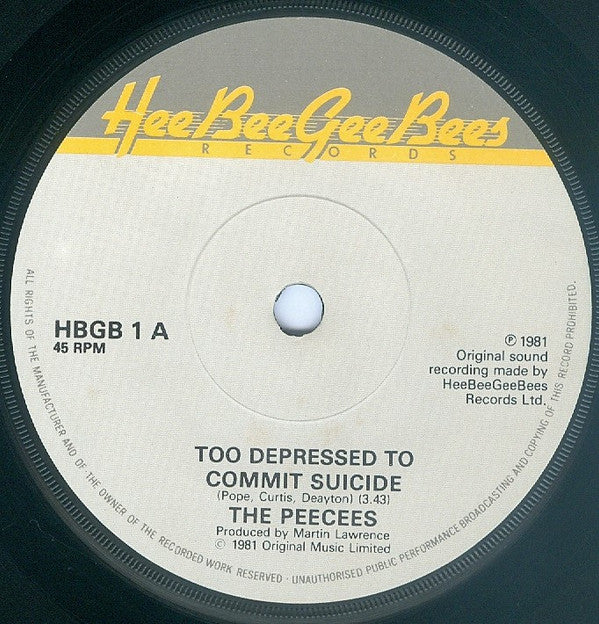 HeeBeeGeeBees
RECORDS
HBGB 1 A
45 RPM
℗ 1981
Original sound
recording made by
HeeBeeGeeBees
Records Ltd.
TOO DEPRESSED TO
COMMIT SUICIDE
(Pope, Curtis, Deayton) (3.43)
THE PEECEES
Produced by Martin Lawrence
© 1981 Original Music Limited
ALL RIGHTS OF THE MANUFACTURER AND OF THE OWNER OF THE RECORDED WORK RESERVED · UNAUTHORISED PUBLIC PERFORMANCE BROADCASTING AND COPYING OF THIS RECORD PROHIBITED.